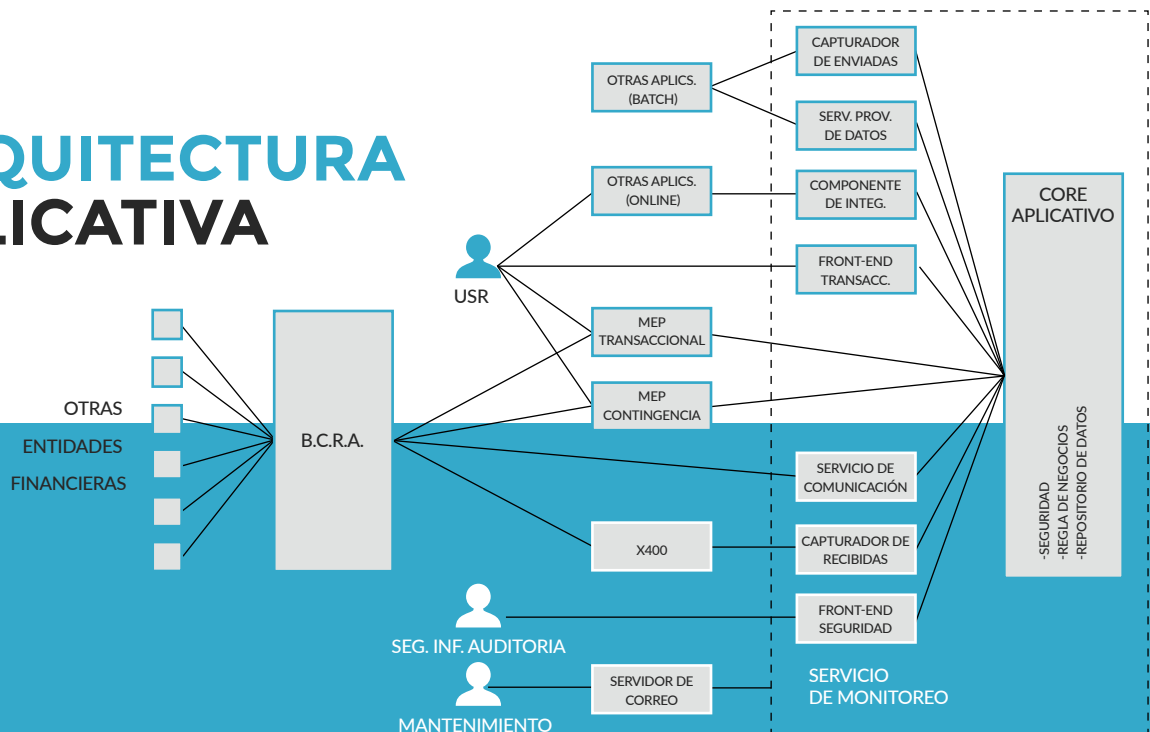 QUITECTURA
LICATIVA
OTRAS APLICS.
(BATCH)
CAPTURADOR
DE ENVIADAS
SERV. PROV.
DE DATOS
OTRAS APLICS.
(ONLINE)
COMPONENTE
DE INTEG.
CORE
APLICATIVO
USR
FRONT-END
TRANSACC.
MEP
TRANSACCIONAL
MEP
CONTINGENCIA
OTRAS
ENTIDADES
FINANCIERAS
B.C.R.A.
SERVICIO DE
COMUNICACIÓN
X400
CAPTURADOR DE
RECIBIDAS
-SEGURIDAD
-REGLA DE NEGOCIOS
-REPOSITORIO DE DATOS
SEG. INF. AUDITORIA
FRONT-END
SEGURIDAD
MANTENIMIENTO
SERVIDOR DE
CORREO
SERVICIO
DE MONITOREO